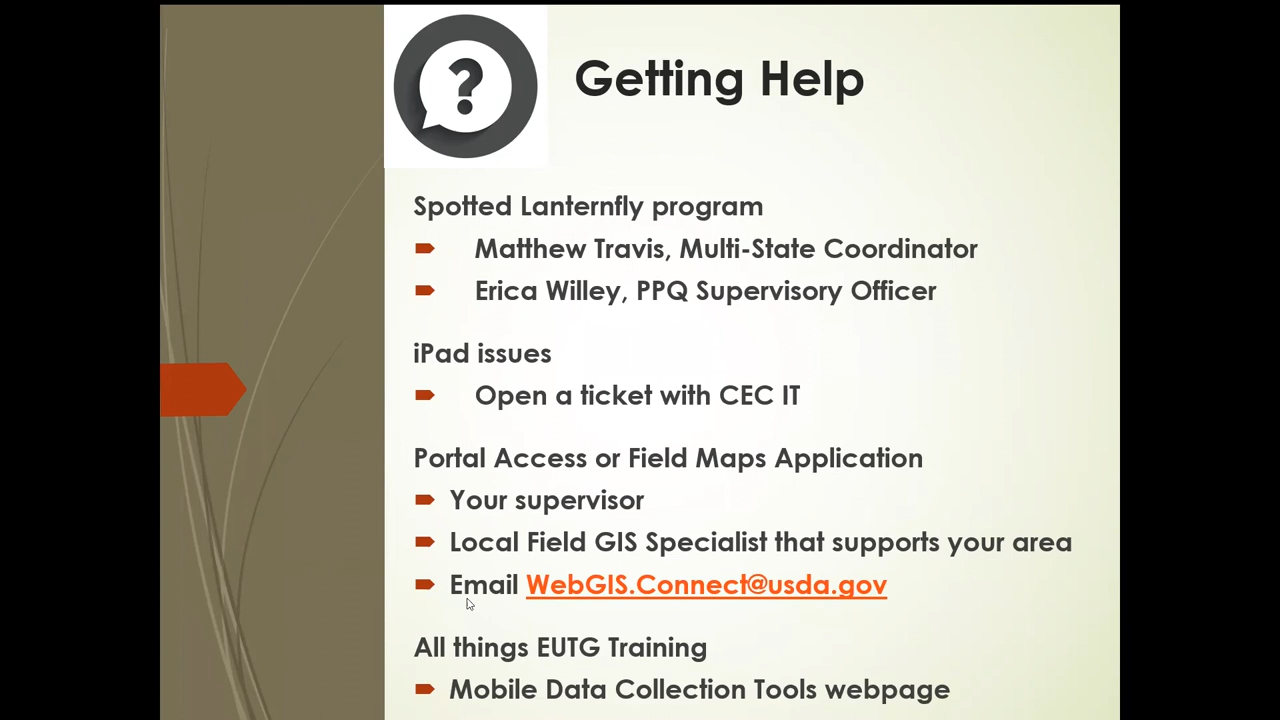 ?
Getting Help
Spotted Lanternfly program
Matthew Travis, Multi-State Coordinator
Erica Willey, PPQ Supervisory Officer
iPad issues
Open a ticket with CEC IT
Portal Access or Field Maps Application
Your supervisor
Local Field GIS Specialist that supports your area
Email WebGIS.Connect@usda.gov
All things EUTG Training
Mobile Data Collection Tools webpage